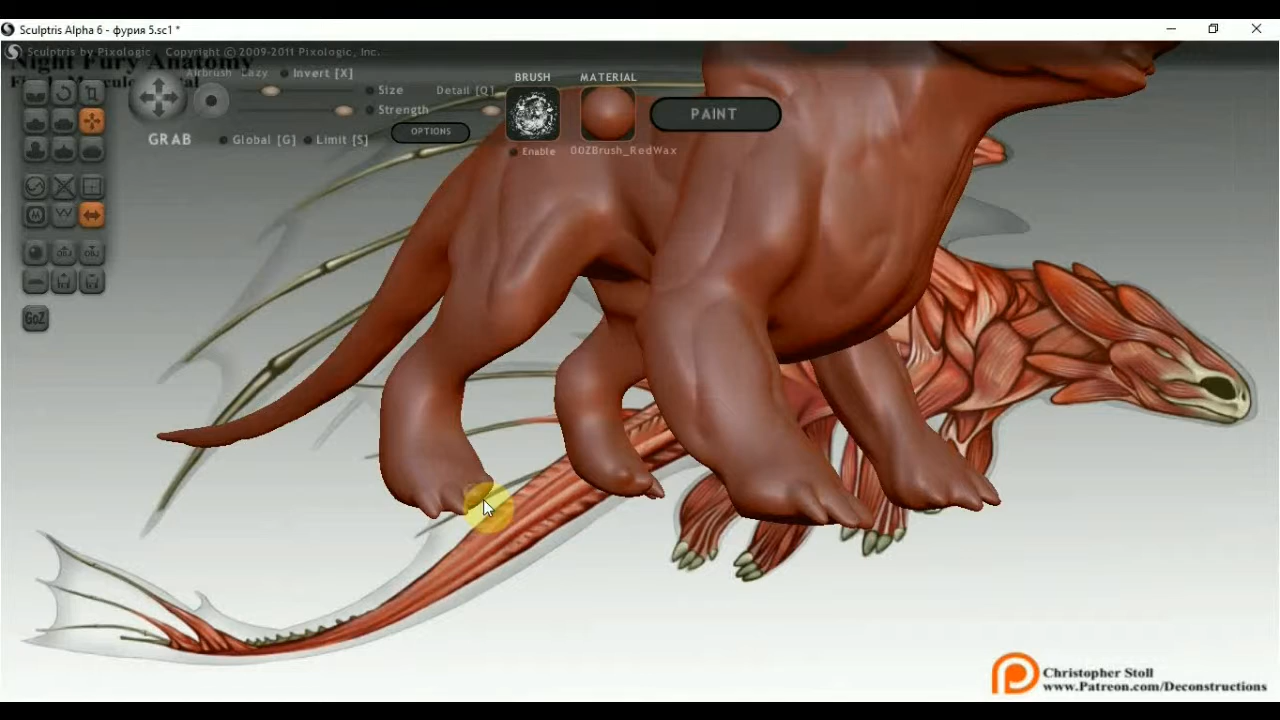 Sculptris Alpha 6 - фурия 5.sc1 *
Sculptris by Pixologic Copyright © 2009-2011 Pixologic, Inc.
Night Fury Anatomy
Airbrush Lazy Invert [X]
BRUSH MATERIAL
Size Detail [Q]
Strength
PAINT
OPTIONS
GRAB Global [G] Limit [S]
Enable 00ZBrush_RedWax
OBJ OBJ
GoZ
Christopher Stoll
www.Patreon.com/Deconstructions